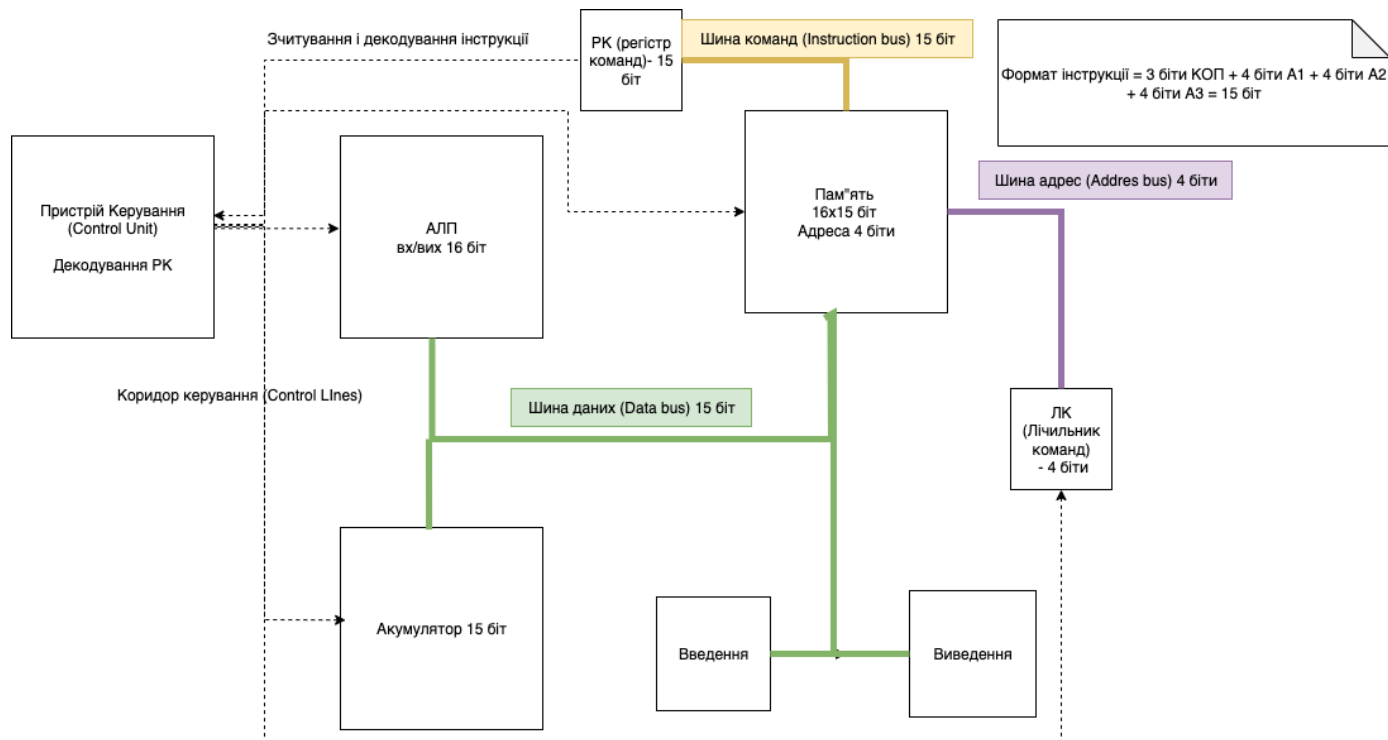 Зчитування і декодування інструкції
РК (регістр
команд)- 15
біт
Шина команд (Instruction bus) 15 біт
Формат інструкції = 3 біти КОП + 4 біти А1 + 4 біти А2
+ 4 біти А3 = 15 біт
Пристрій Керування
(Control Unit)
Декодування РК
АЛП
вх/вих 16 біт
Пам"ять
16x15 біт
Адреса 4 біти
Шина адрес (Addres bus) 4 біти
Коридор керування (Control LInes)
Шина даних (Data bus) 15 біт
ЛК
(Лічильник
команд)
- 4 біти
Акумулятор 15 біт
Введення
Виведення